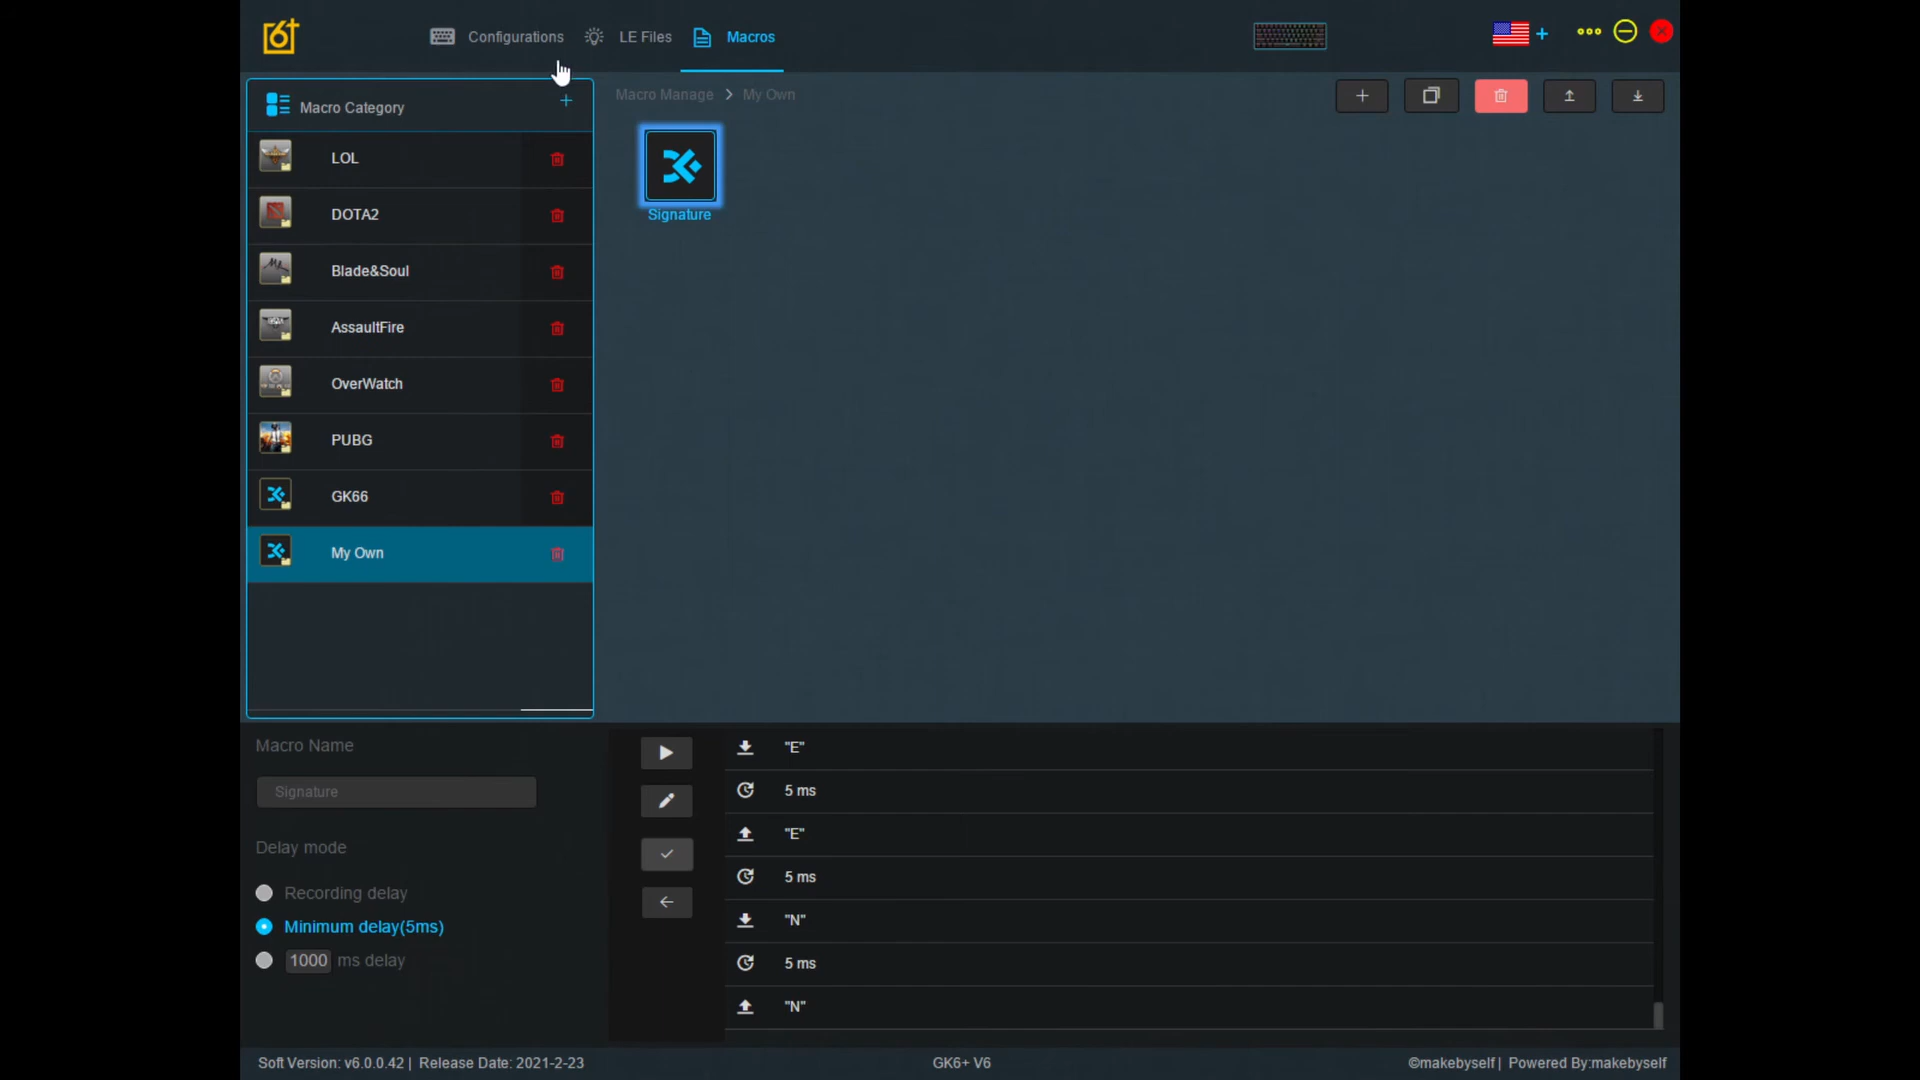 Configurations
LE Files
Macros
Macro Category
Macro Manage > My Own
LOL
DOTA2
Blade&Soul
AssaultFire
OverWatch
PUBG
GK66
My Own
Signature
Macro Name
Signature
Delay mode
Recording delay
Minimum delay(5ms)
1000 ms delay
"E"
5 ms
"E"
5 ms
"N"
5 ms
"N"
Soft Version: v6.0.0.42 | Release Date: 2021-2-23
GK6+ V6
©makebyself | Powered By:makebyself